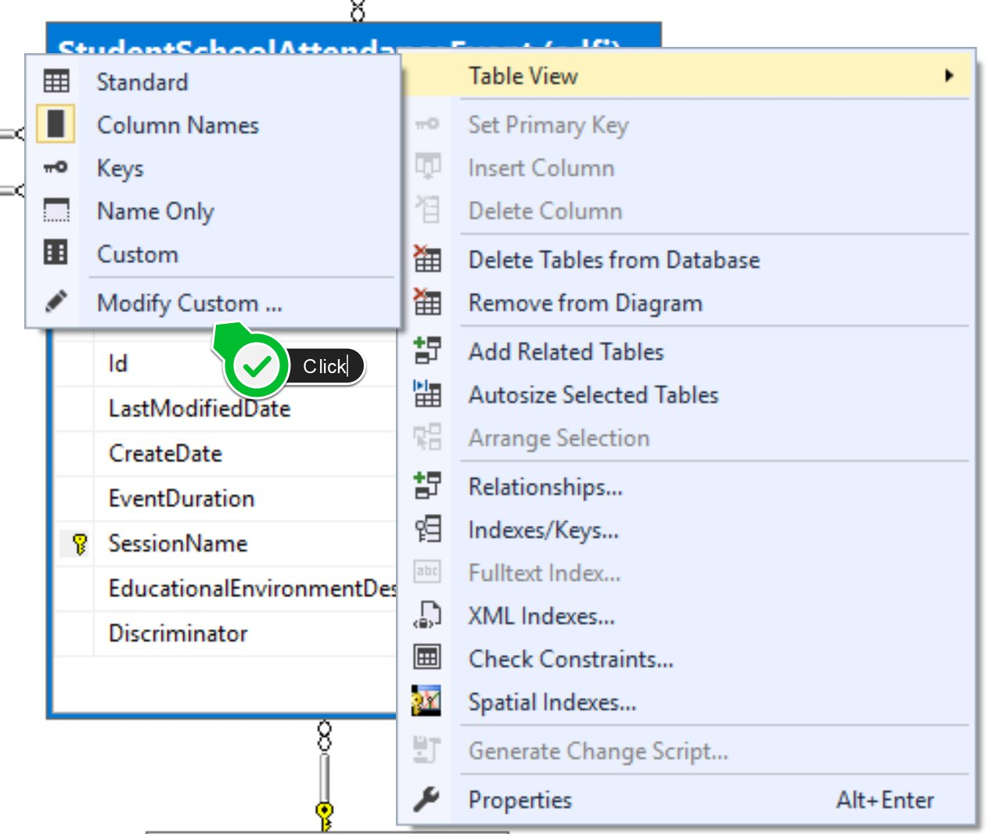 Standard
Column Names
Keys
Name Only
Custom
Modify Custom ...
Click
Id
LastModifiedDate
CreateDate
EventDuration
SessionName
EducationalEnvironmentDes
Discriminator
Table View
Set Primary Key
Insert Column
Delete Column
Delete Tables from Database
Remove from Diagram
Add Related Tables
Autosize Selected Tables
Arrange Selection
Relationships...
Indexes/Keys...
Fulltext Index...
XML Indexes...
Check Constraints...
Spatial Indexes...
Generate Change Script...
Properties Alt+Enter